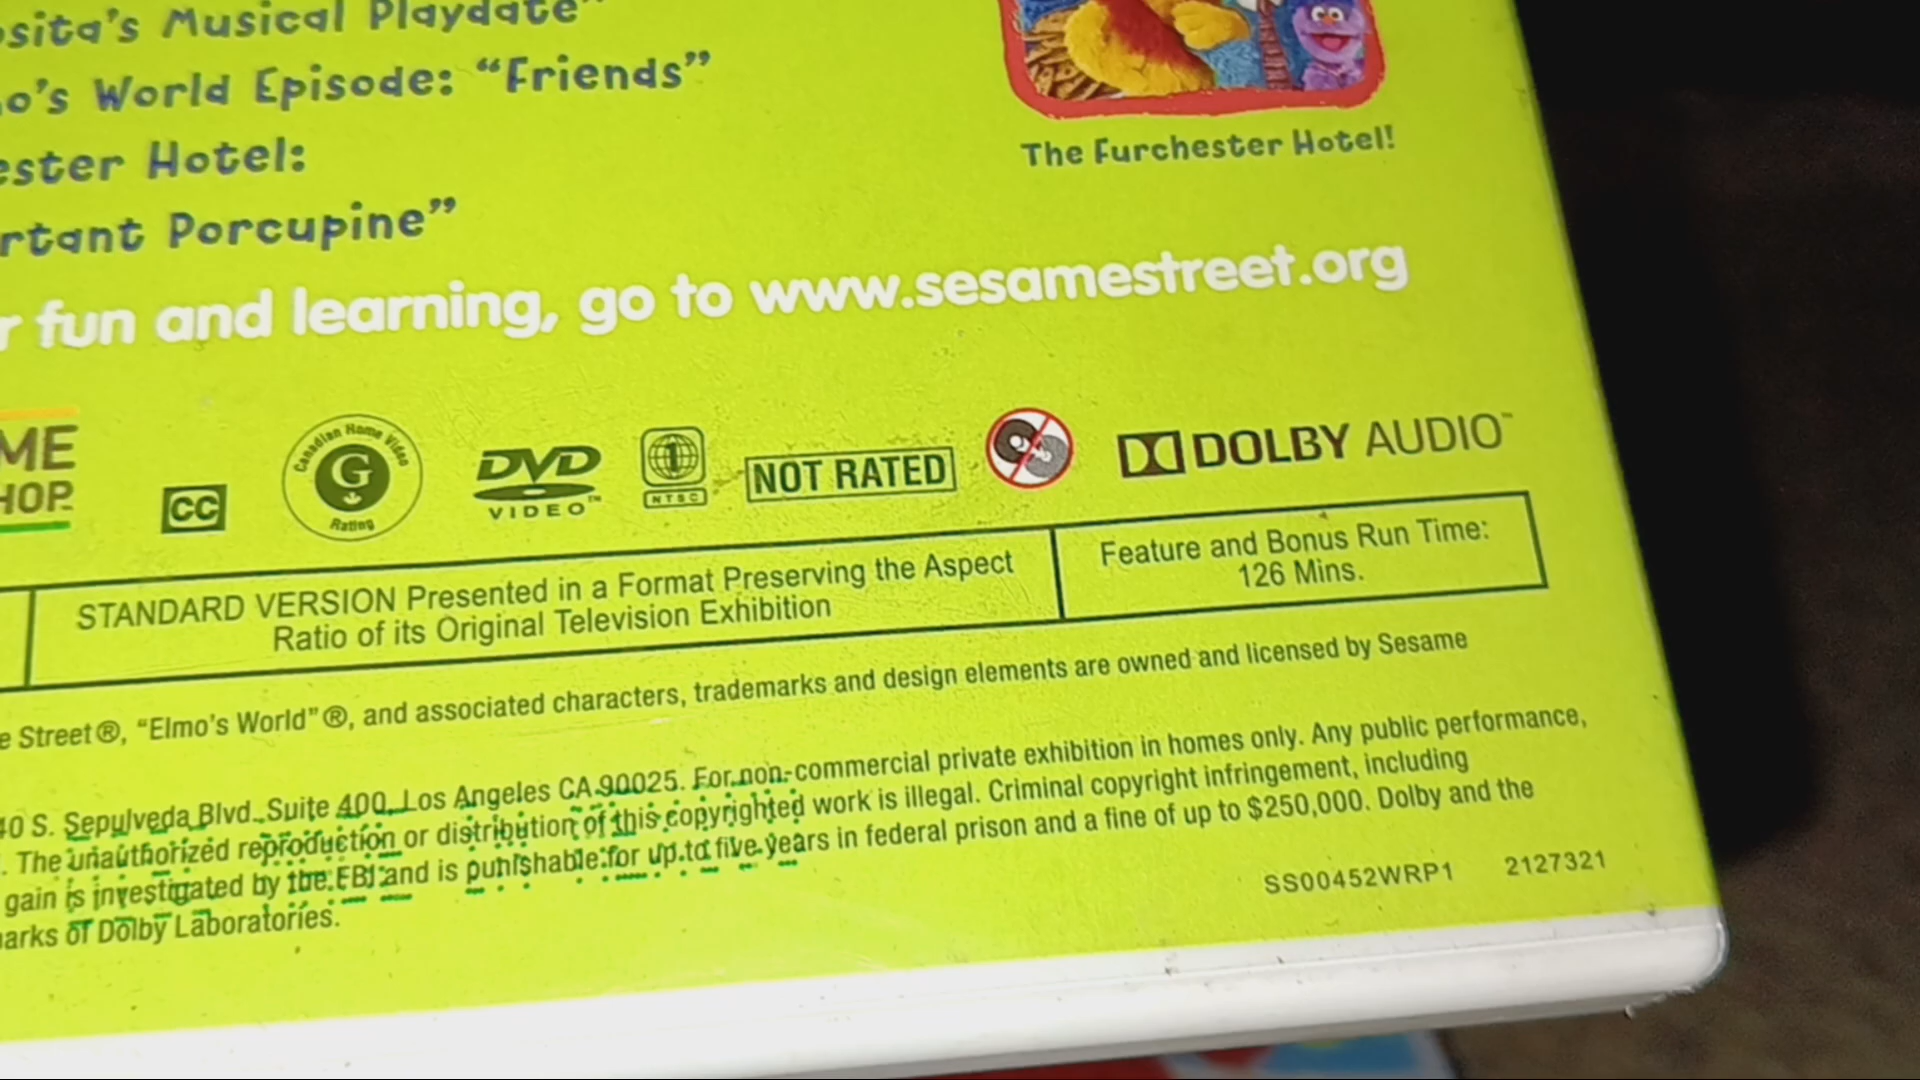 sita's Musical Playdate"
o's World Episode: "Friends"
ester Hotel:
rtant Porcupine"
The Furchester Hotel!
r fun and learning, go to www.sesamestreet.org
ME
HOP
CC
Canadian Home Video
G
Rating
DVD
VIDEO™
1
NTSC
NOT RATED
DOLBY AUDIO™
STANDARD VERSION Presented in a Format Preserving the Aspect
Ratio of its Original Television Exhibition
Feature and Bonus Run Time:
126 Mins.
e Street®, "Elmo's World"®, and associated characters, trademarks and design elements are owned and licensed by Sesame
40 S. Sepulveda Blvd. Suite 400, Los Angeles CA 90025. For non-commercial private exhibition in homes only. Any public performance,
. The unauthorized reproduction or distribution of this copyrighted work is illegal. Criminal copyright infringement, including
gain is investigated by the FBI and is punishable for up to five years in federal prison and a fine of up to $250,000. Dolby and the
arks of Dolby Laboratories.
SS00452WRP1 2127321